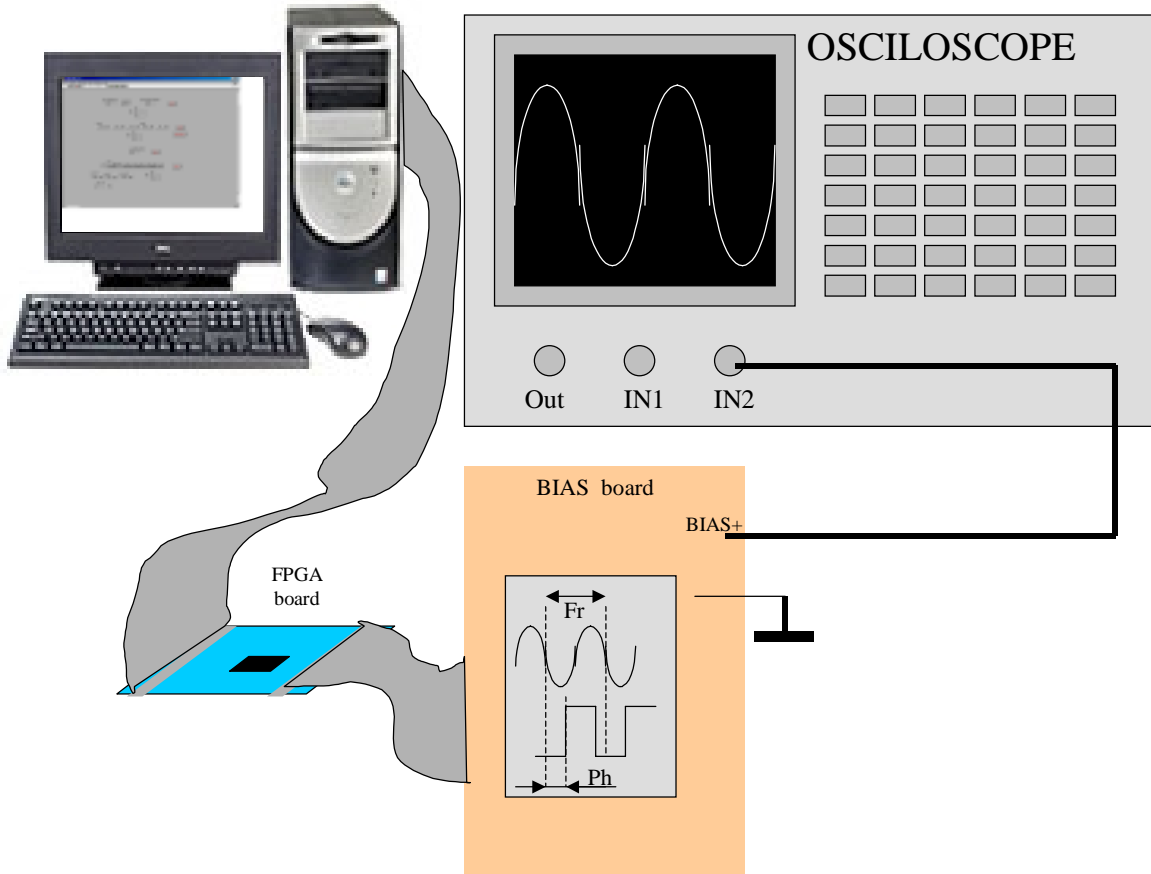 OSCILOSCOPE
Out IN1 IN2
BIAS board
BIAS+
FPGA
board
Fr
Ph